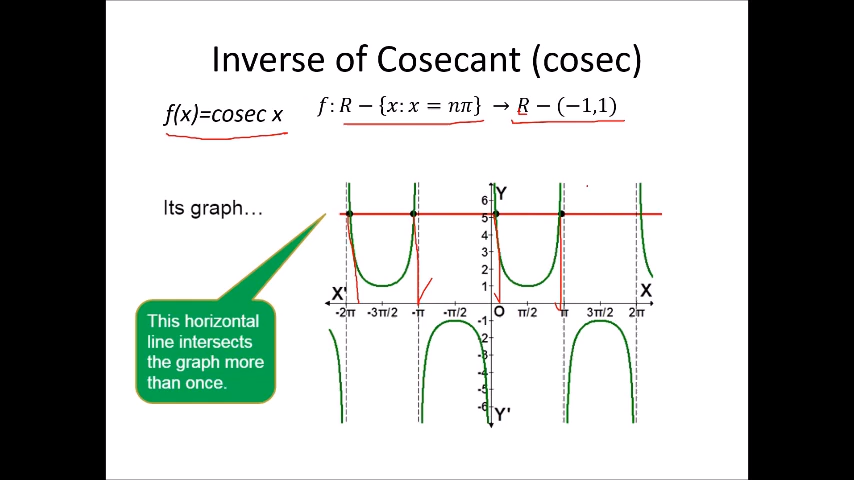 Inverse of Cosecant (cosec)
f(x)=cosec x
f: R − {x: x = nπ} → R − (−1,1)
Its graph...
Y
6
5
4
3
2
1
X'
X
-2π -3π/2 -π -π/2 O π/2 π 3π/2 2π
-1
-2
-3
-4
-5
-6
Y'
This horizontal
line intersects
the graph more
than once.